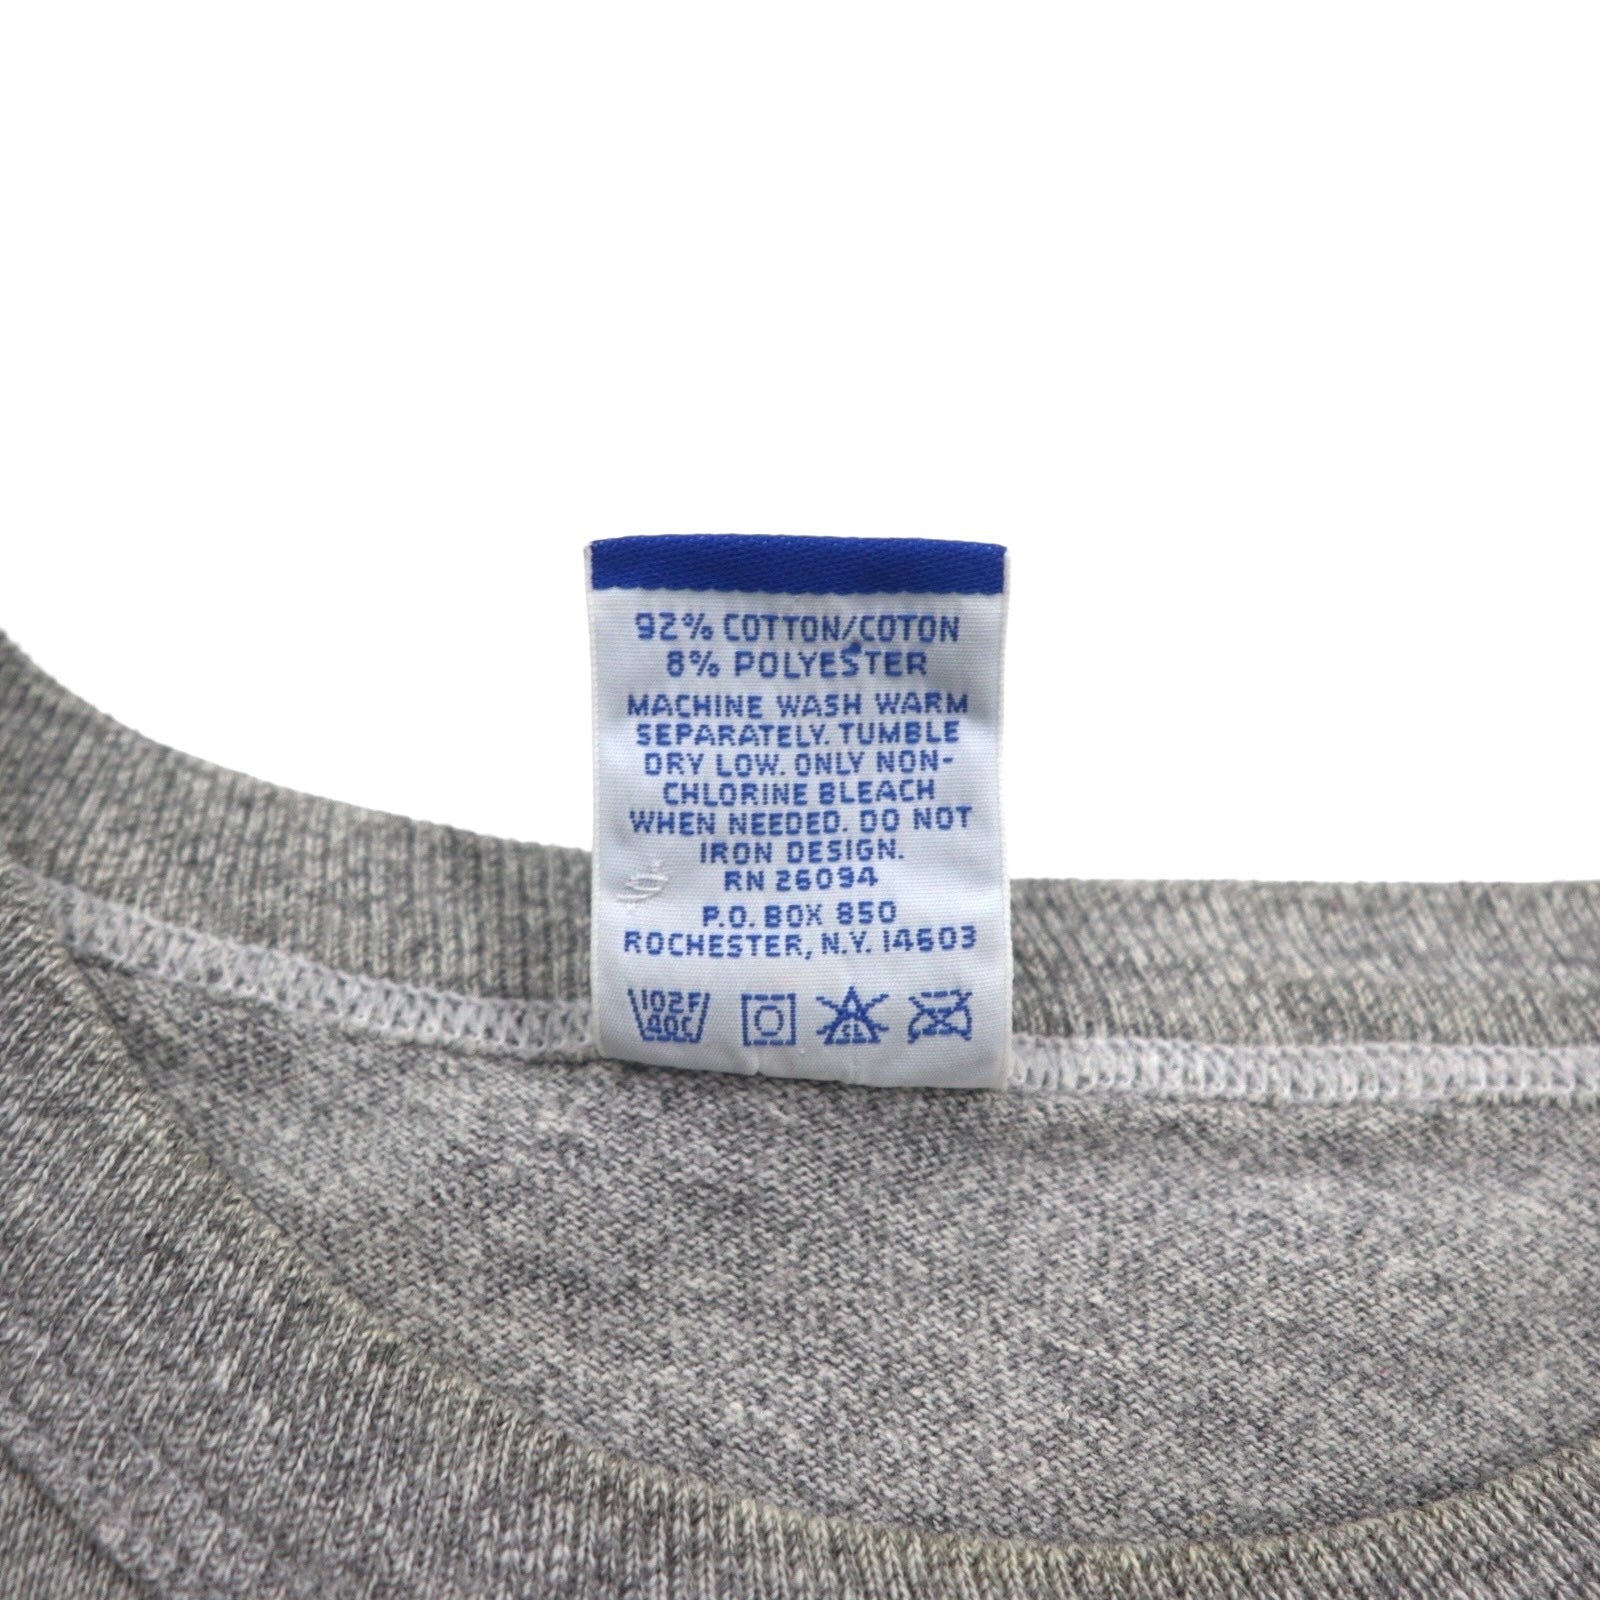 92% COTTON/COTON
8% POLYESTER
MACHINE WASH WARM
SEPARATELY. TUMBLE
DRY LOW. ONLY NON-
CHLORINE BLEACH
WHEN NEEDED. DO NOT
IRON DESIGN.
RN 26094
P.O. BOX 850
ROCHESTER, N.Y. 14603
102F
40C
CL